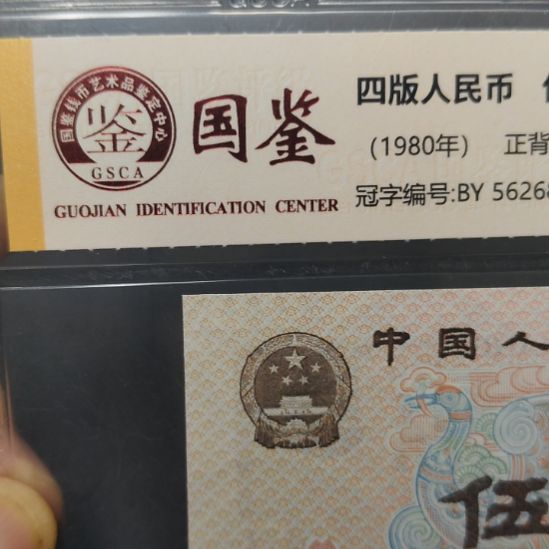 国鉴钱币艺术品鉴定中心
鉴
GSCA
国鉴
GUOJIAN IDENTIFICATION CENTER
四版人民币
(1980年) 正背
冠字编号:BY 5626
中国人
伍